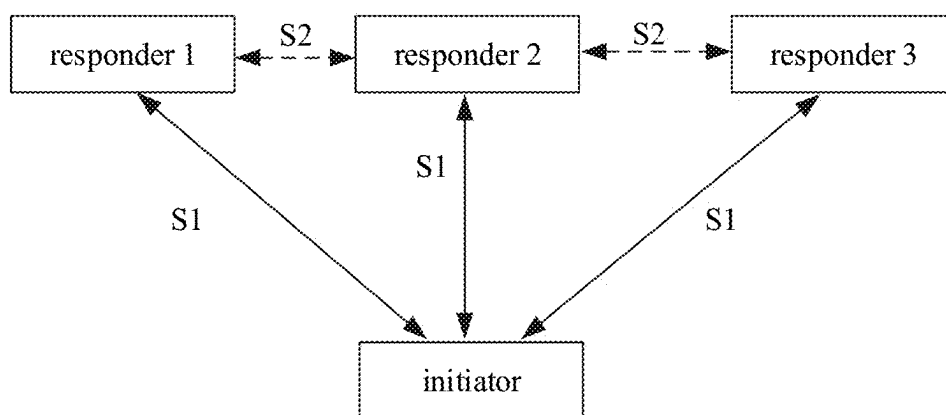 S2
S2
responder 1
responder 2
responder 3
S1
S1
S1
initiator